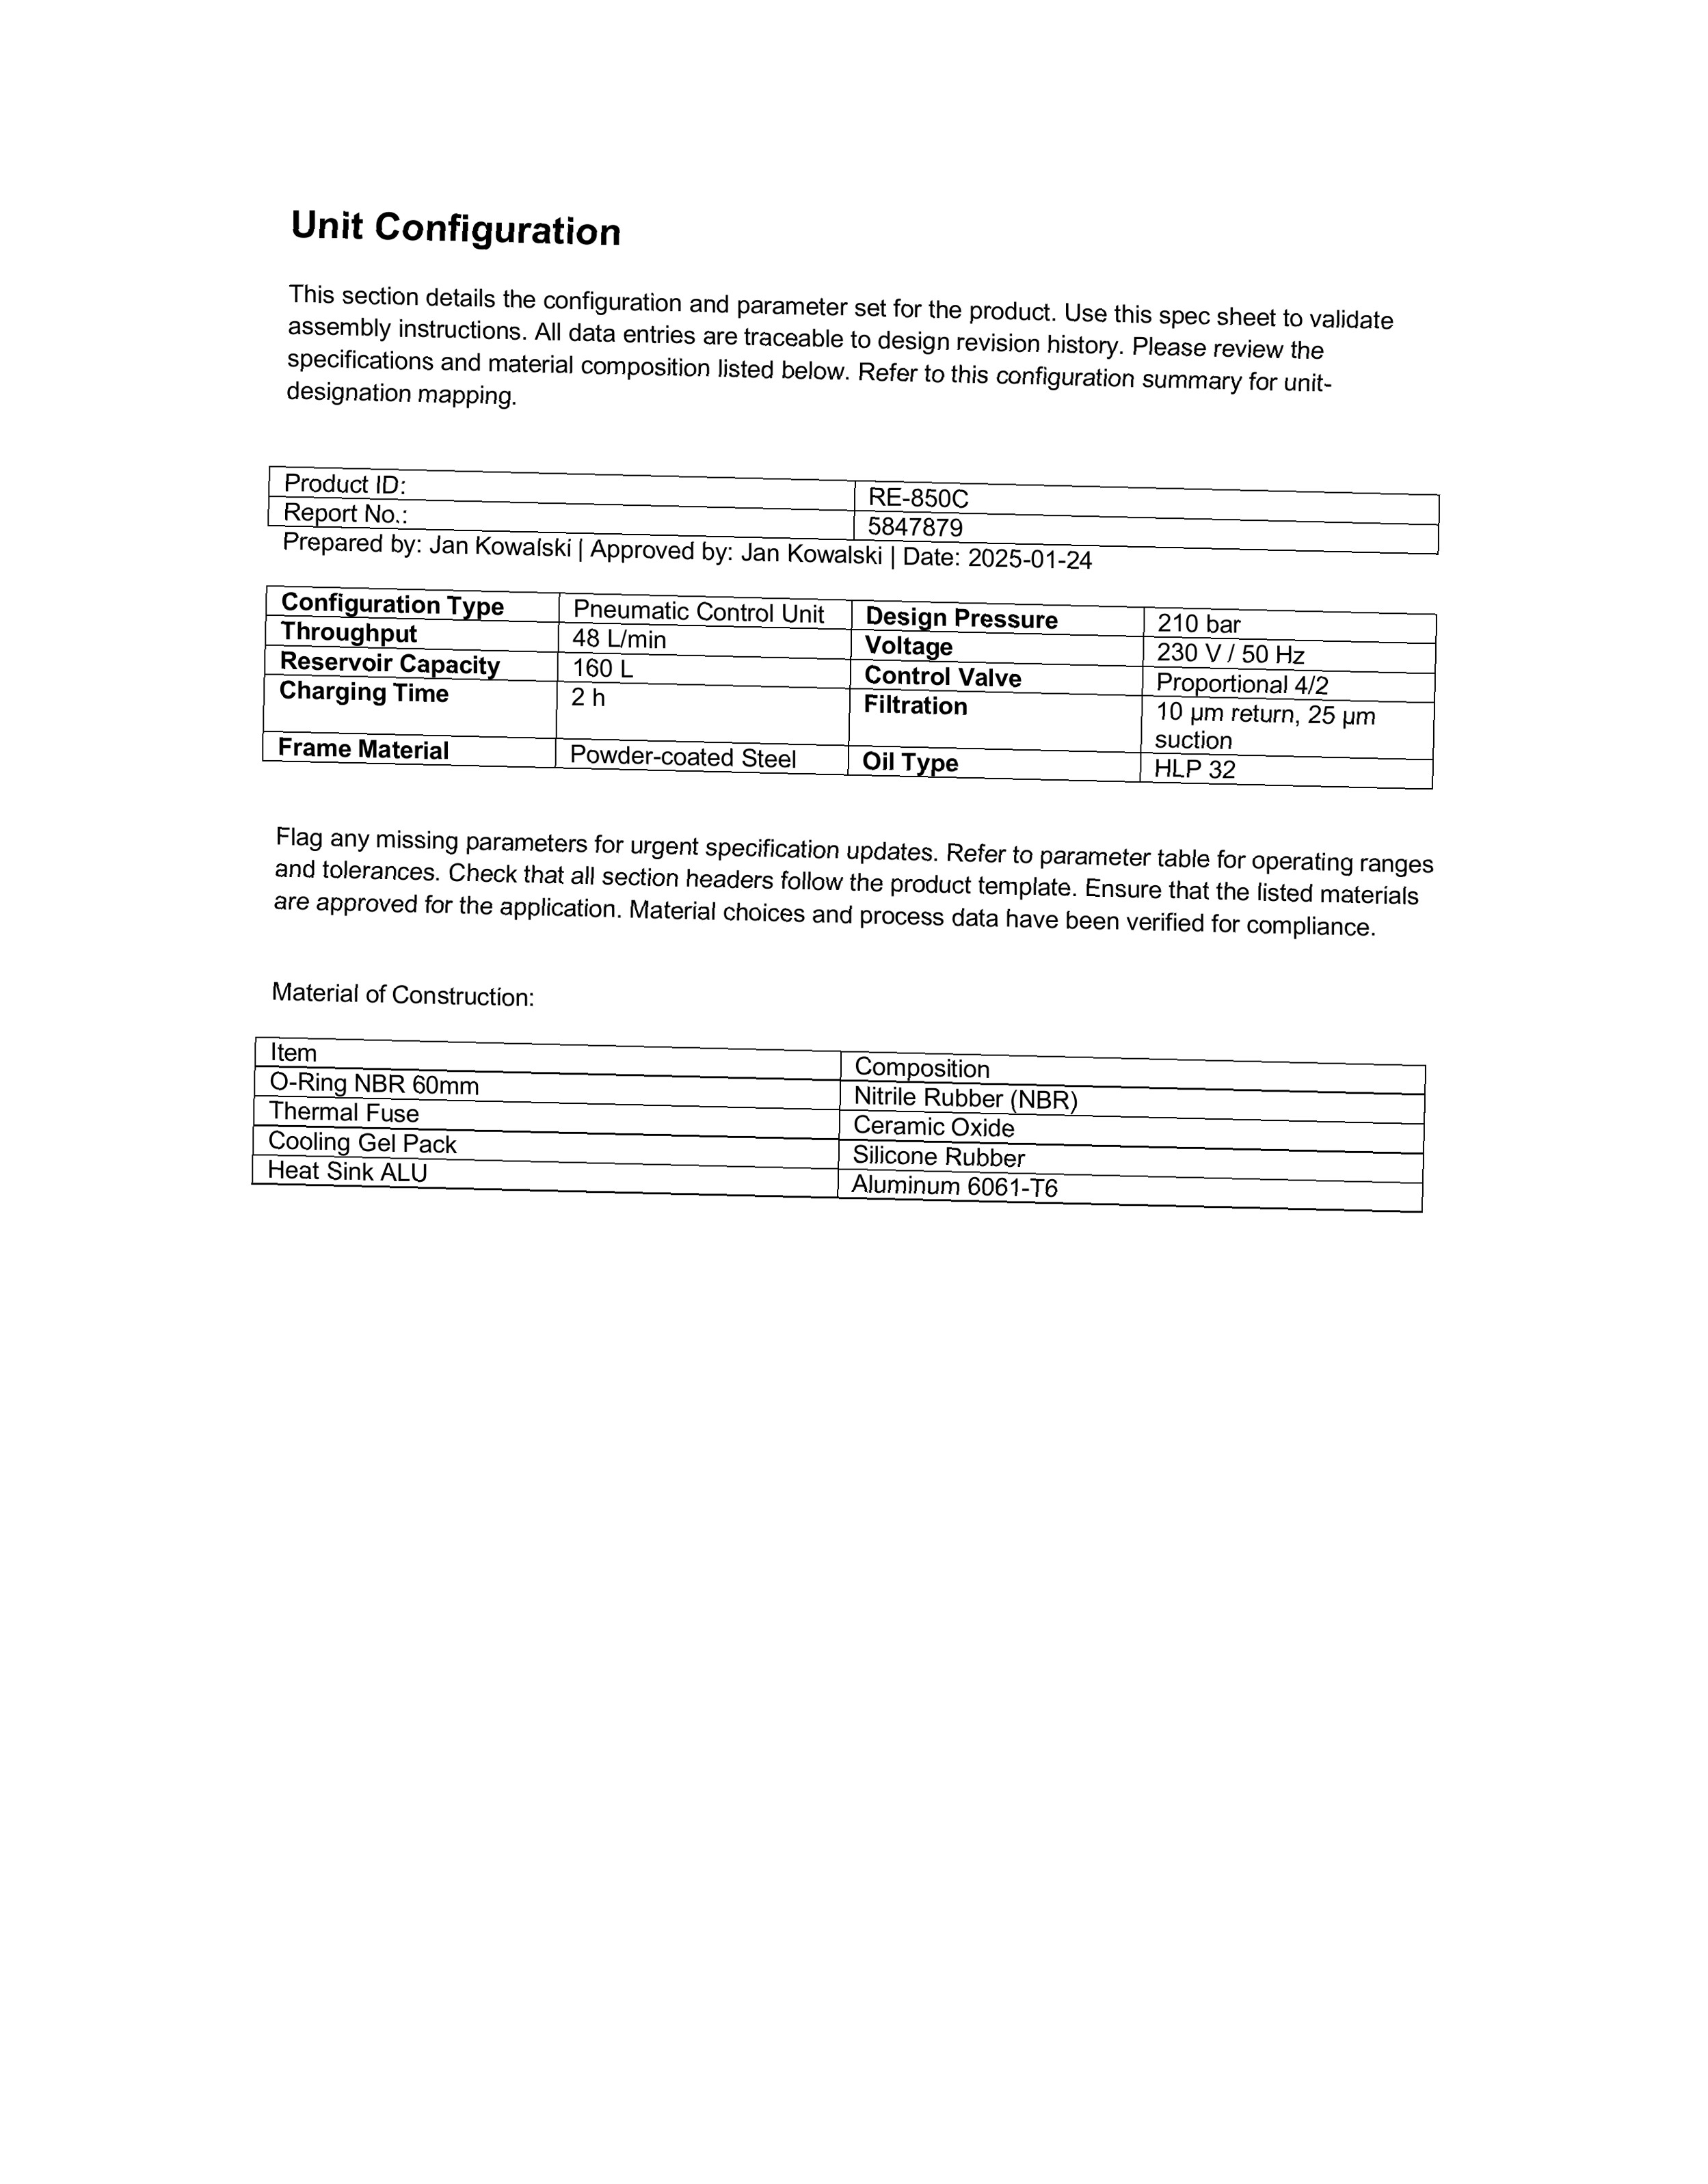 Unit Configuration
This section details the configuration and parameter set for the product. Use this spec sheet to validate
assembly instructions. All data entries are traceable to design revision history. Please review the
specifications and material composition listed below. Refer to this configuration summary for unit-
designation mapping.
Product ID: RE-850C
Report No.: 5847879
Prepared by: Jan Kowalski | Approved by: Jan Kowalski | Date: 2025-01-24
Configuration Type Pneumatic Control Unit Design Pressure 210 bar
Throughput 48 L/min Voltage 230 V / 50 Hz
Reservoir Capacity 160 L Control Valve Proportional 4/2
Charging Time 2 h Filtration 10 µm return, 25 µm
suction
Frame Material Powder-coated Steel Oil Type HLP 32
Flag any missing parameters for urgent specification updates. Refer to parameter table for operating ranges
and tolerances. Check that all section headers follow the product template. Ensure that the listed materials
are approved for the application. Material choices and process data have been verified for compliance.
Material of Construction:
Item Composition
O-Ring NBR 60mm Nitrile Rubber (NBR)
Thermal Fuse Ceramic Oxide
Cooling Gel Pack Silicone Rubber
Heat Sink ALU Aluminum 6061-T6